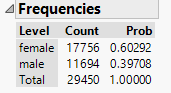 Frequencies
Level Count Prob
female 17756 0.60292
male 11694 0.39708
Total 29450 1.00000